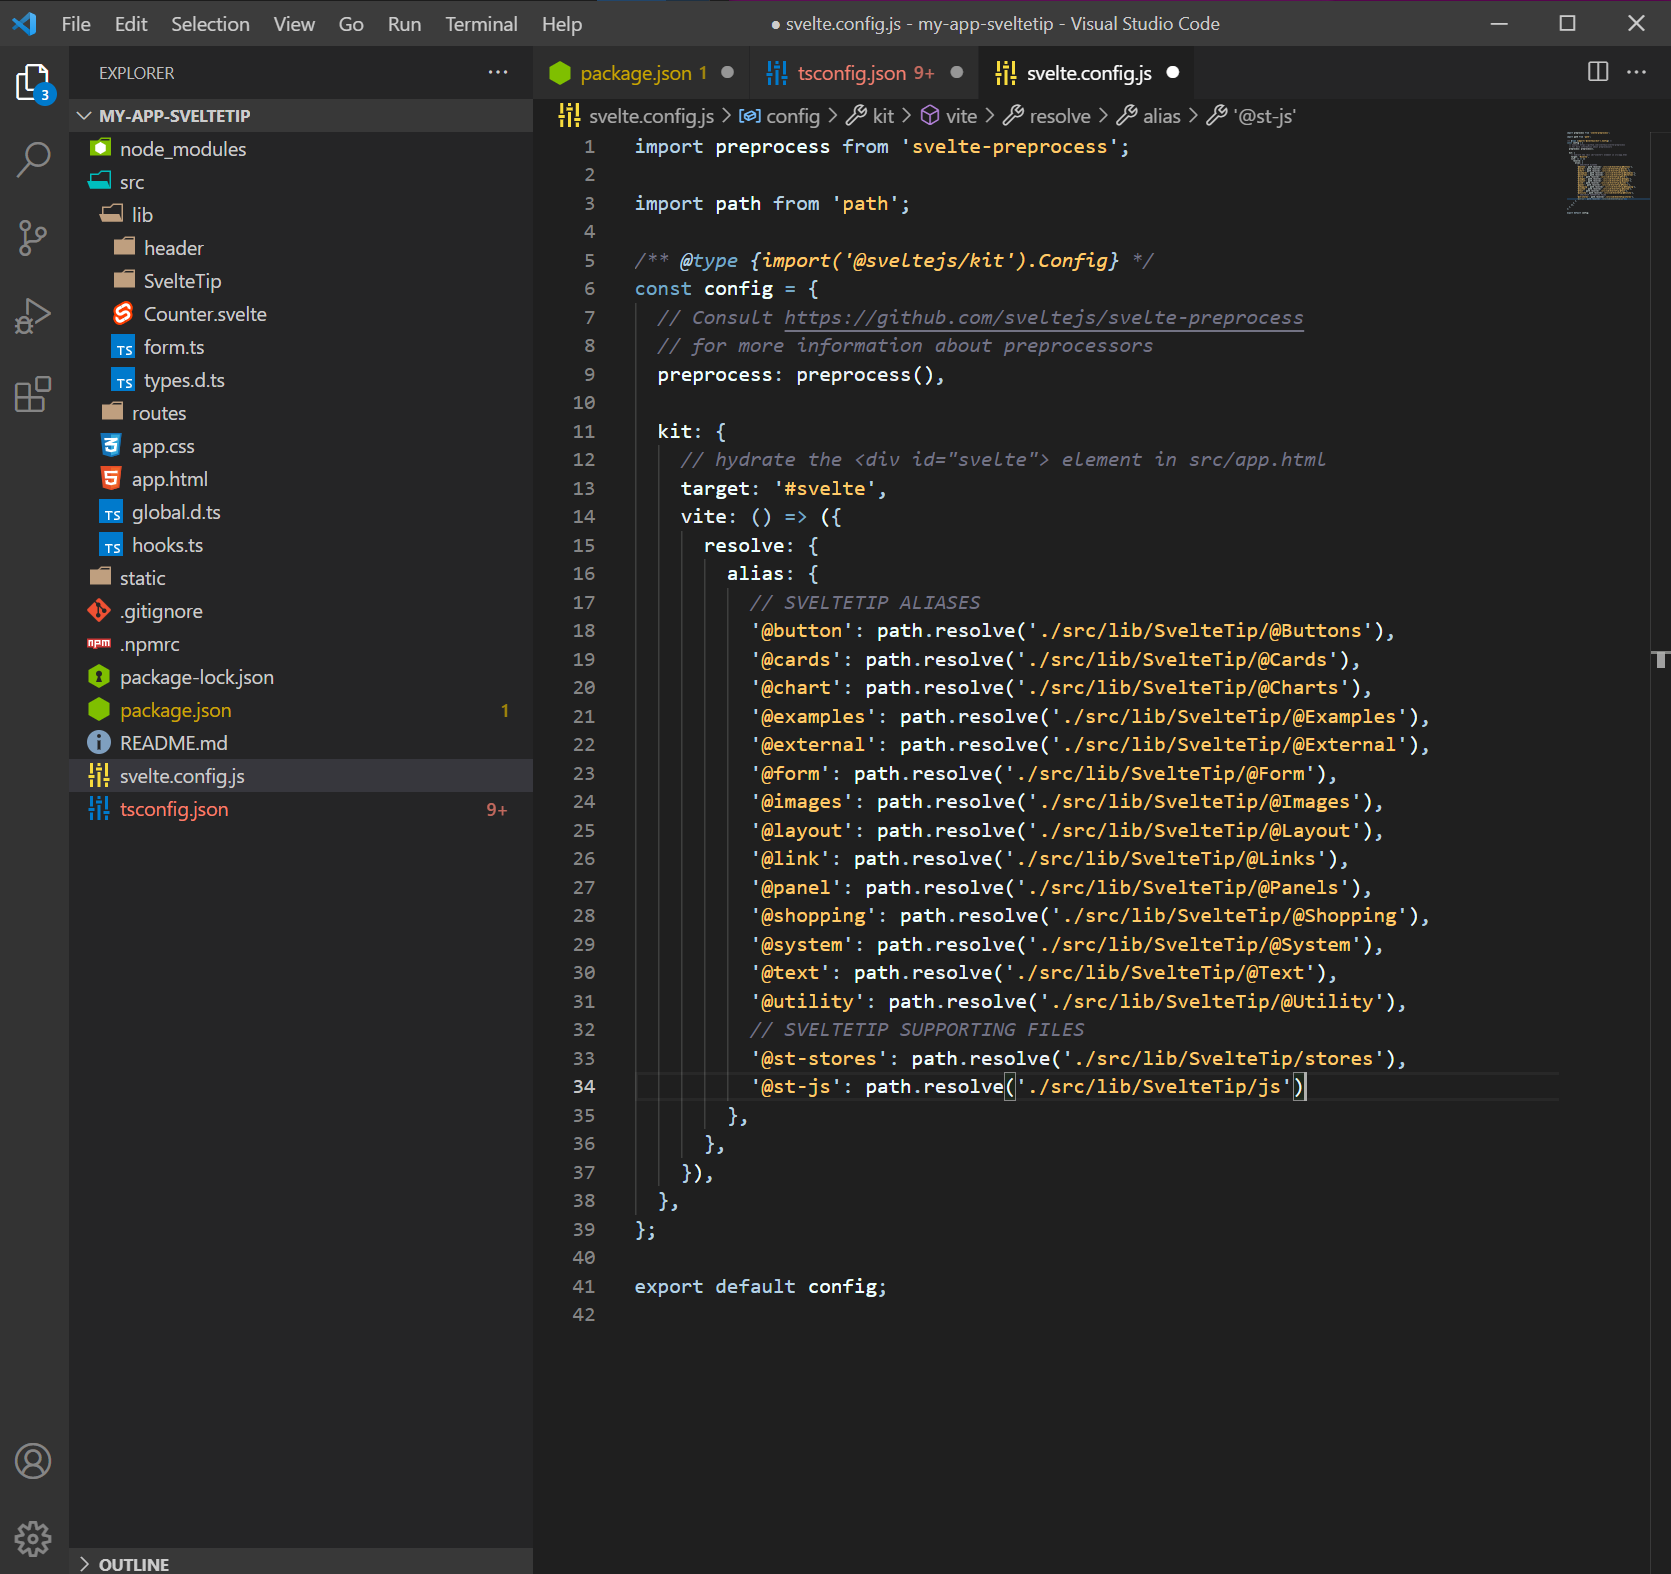 File Edit Selection View Go Run Terminal Help
● svelte.config.js - my-app-sveltetip - Visual Studio Code
3
EXPLORER
MY-APP-SVELTETIP
node_modules
src
lib
header
SvelteTip
Counter.svelte
TS form.ts
TS types.d.ts
routes
app.css
app.html
TS global.d.ts
TS hooks.ts
static
.gitignore
npm .npmrc
package-lock.json
package.json 1
README.md
svelte.config.js
tsconfig.json 9+
OUTLINE
package.json 1 tsconfig.json 9+ svelte.config.js
svelte.config.js > config > kit > vite > resolve > alias > '@st-js'
1 import preprocess from 'svelte-preprocess';
2
3 import path from 'path';
4
5 /** @type {import('@sveltejs/kit').Config} */
6 const config = {
7 // Consult https://github.com/sveltejs/svelte-preprocess
8 // for more information about preprocessors
9 preprocess: preprocess(),
10
11 kit: {
12 // hydrate the <div id="svelte"> element in src/app.html
13 target: '#svelte',
14 vite: () => ({
15 resolve: {
16 alias: {
17 // SVELTETIP ALIASES
18 '@button': path.resolve('./src/lib/SvelteTip/@Buttons'),
19 '@cards': path.resolve('./src/lib/SvelteTip/@Cards'),
20 '@chart': path.resolve('./src/lib/SvelteTip/@Charts'),
21 '@examples': path.resolve('./src/lib/SvelteTip/@Examples'),
22 '@external': path.resolve('./src/lib/SvelteTip/@External'),
23 '@form': path.resolve('./src/lib/SvelteTip/@Form'),
24 '@images': path.resolve('./src/lib/SvelteTip/@Images'),
25 '@layout': path.resolve('./src/lib/SvelteTip/@Layout'),
26 '@link': path.resolve('./src/lib/SvelteTip/@Links'),
27 '@panel': path.resolve('./src/lib/SvelteTip/@Panels'),
28 '@shopping': path.resolve('./src/lib/SvelteTip/@Shopping'),
29 '@system': path.resolve('./src/lib/SvelteTip/@System'),
30 '@text': path.resolve('./src/lib/SvelteTip/@Text'),
31 '@utility': path.resolve('./src/lib/SvelteTip/@Utility'),
32 // SVELTETIP SUPPORTING FILES
33 '@st-stores': path.resolve('./src/lib/SvelteTip/stores'),
34 '@st-js': path.resolve('./src/lib/SvelteTip/js')
35 },
36 },
37 }),
38 },
39 };
40
41 export default config;
42